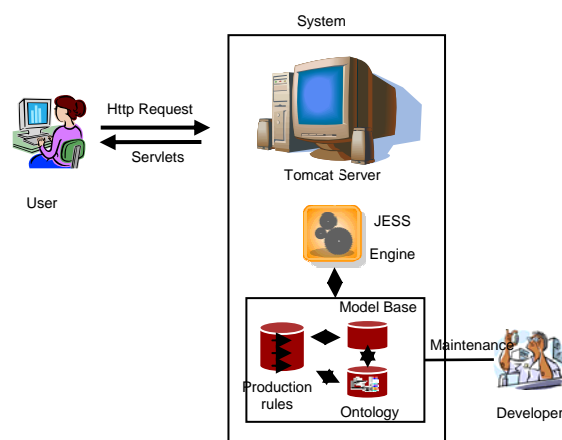 System
Http Request
Servlets
User
Tomcat Server
JESS
Engine
Model Base
Production
rules
Ontology
Maintenance
Developer